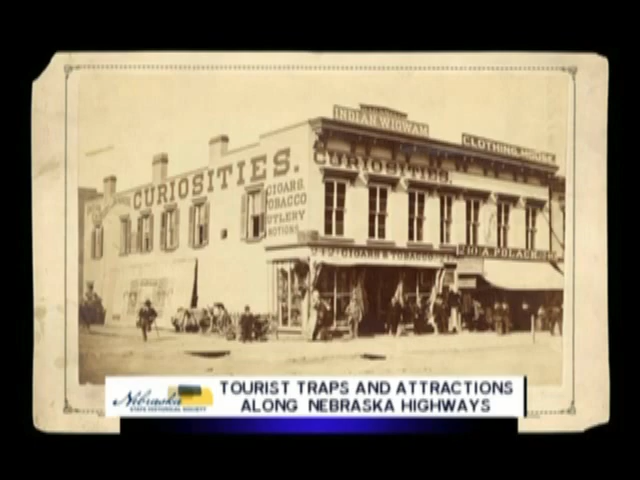 INDIAN WIGWAM
CLOTHING HOUSE
CURIOSITIES.
CURIOSITIES.
CIGARS,
TOBACCO
CUTLERY
NOTIONS
CIGARS & TOBACCO
A POLACK
Nebraska
STATE HISTORICAL SOCIETY
TOURIST TRAPS AND ATTRACTIONS
ALONG NEBRASKA HIGHWAYS